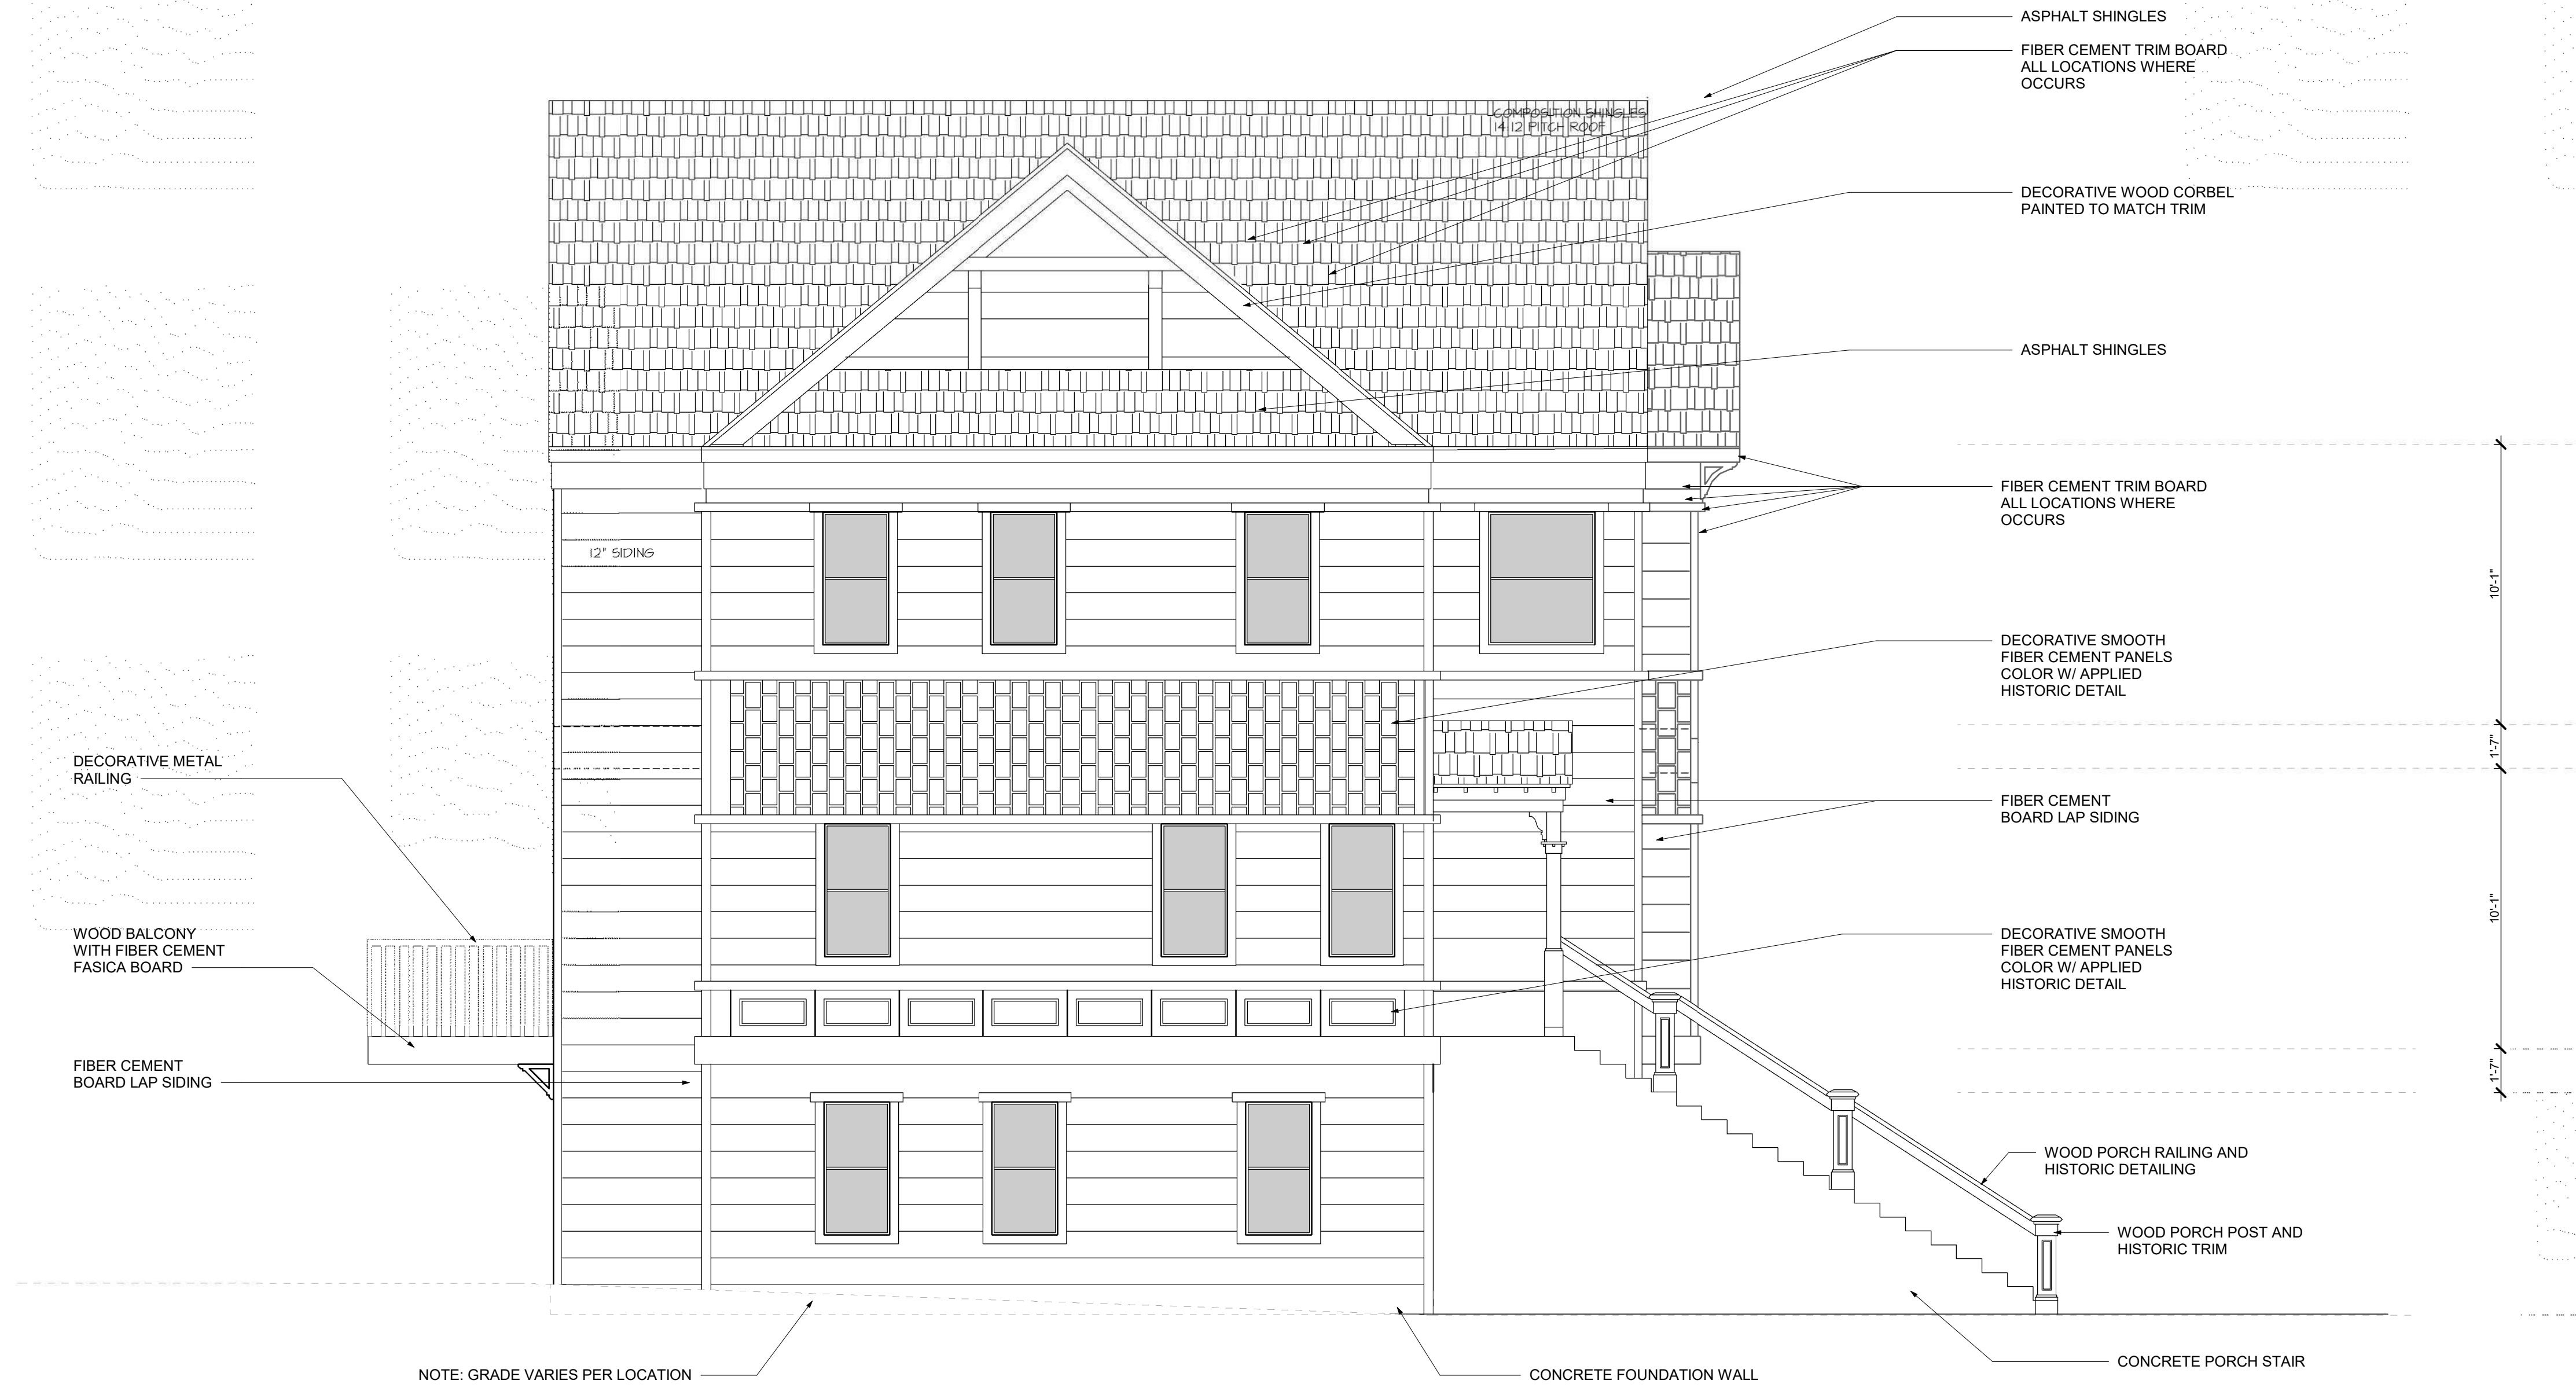 ASPHALT SHINGLES
FIBER CEMENT TRIM BOARD
ALL LOCATIONS WHERE
OCCURS
COMPOSITION SHINGLES
14:12 PITCH ROOF
DECORATIVE WOOD CORBEL
PAINTED TO MATCH TRIM
ASPHALT SHINGLES
FIBER CEMENT TRIM BOARD
ALL LOCATIONS WHERE
OCCURS
12" SIDING
10'-1"
DECORATIVE SMOOTH
FIBER CEMENT PANELS
COLOR W/ APPLIED
HISTORIC DETAIL
1'-7"
DECORATIVE METAL
RAILING
FIBER CEMENT
BOARD LAP SIDING
10'-1"
WOOD BALCONY
WITH FIBER CEMENT
FASICA BOARD
DECORATIVE SMOOTH
FIBER CEMENT PANELS
COLOR W/ APPLIED
HISTORIC DETAIL
1'-7"
FIBER CEMENT
BOARD LAP SIDING
WOOD PORCH RAILING AND
HISTORIC DETAILING
WOOD PORCH POST AND
HISTORIC TRIM
NOTE: GRADE VARIES PER LOCATION
CONCRETE FOUNDATION WALL
CONCRETE PORCH STAIR